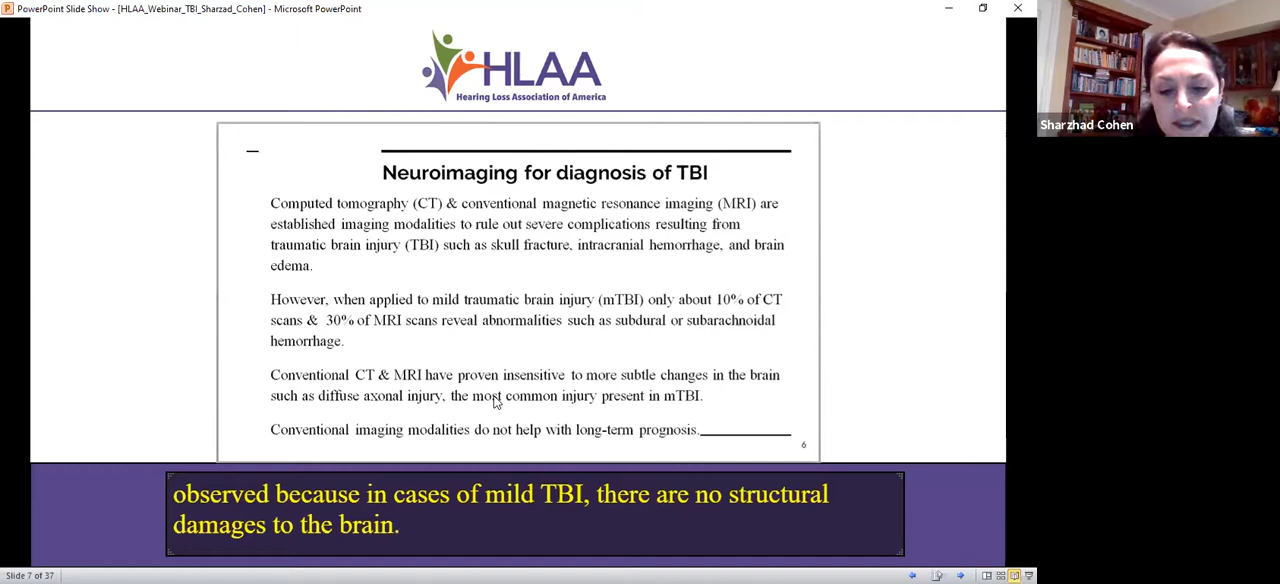 PowerPoint Slide Show - [HLAA_Webinar_TBI_Sharzad_Cohen] - Microsoft PowerPoint
HLAA
Hearing Loss Association of America
Sharzhad Cohen
Neuroimaging for diagnosis of TBI
Computed tomography (CT) & conventional magnetic resonance imaging (MRI) are
established imaging modalities to rule out severe complications resulting from
traumatic brain injury (TBI) such as skull fracture, intracranial hemorrhage, and brain
edema.
However, when applied to mild traumatic brain injury (mTBI) only about 10% of CT
scans & 30% of MRI scans reveal abnormalities such as subdural or subarachnoidal
hemorrhage.
Conventional CT & MRI have proven insensitive to more subtle changes in the brain
such as diffuse axonal injury, the most common injury present in mTBI.
Conventional imaging modalities do not help with long-term prognosis.
6
observed because in cases of mild TBI, there are no structural
damages to the brain.
Slide 7 of 37